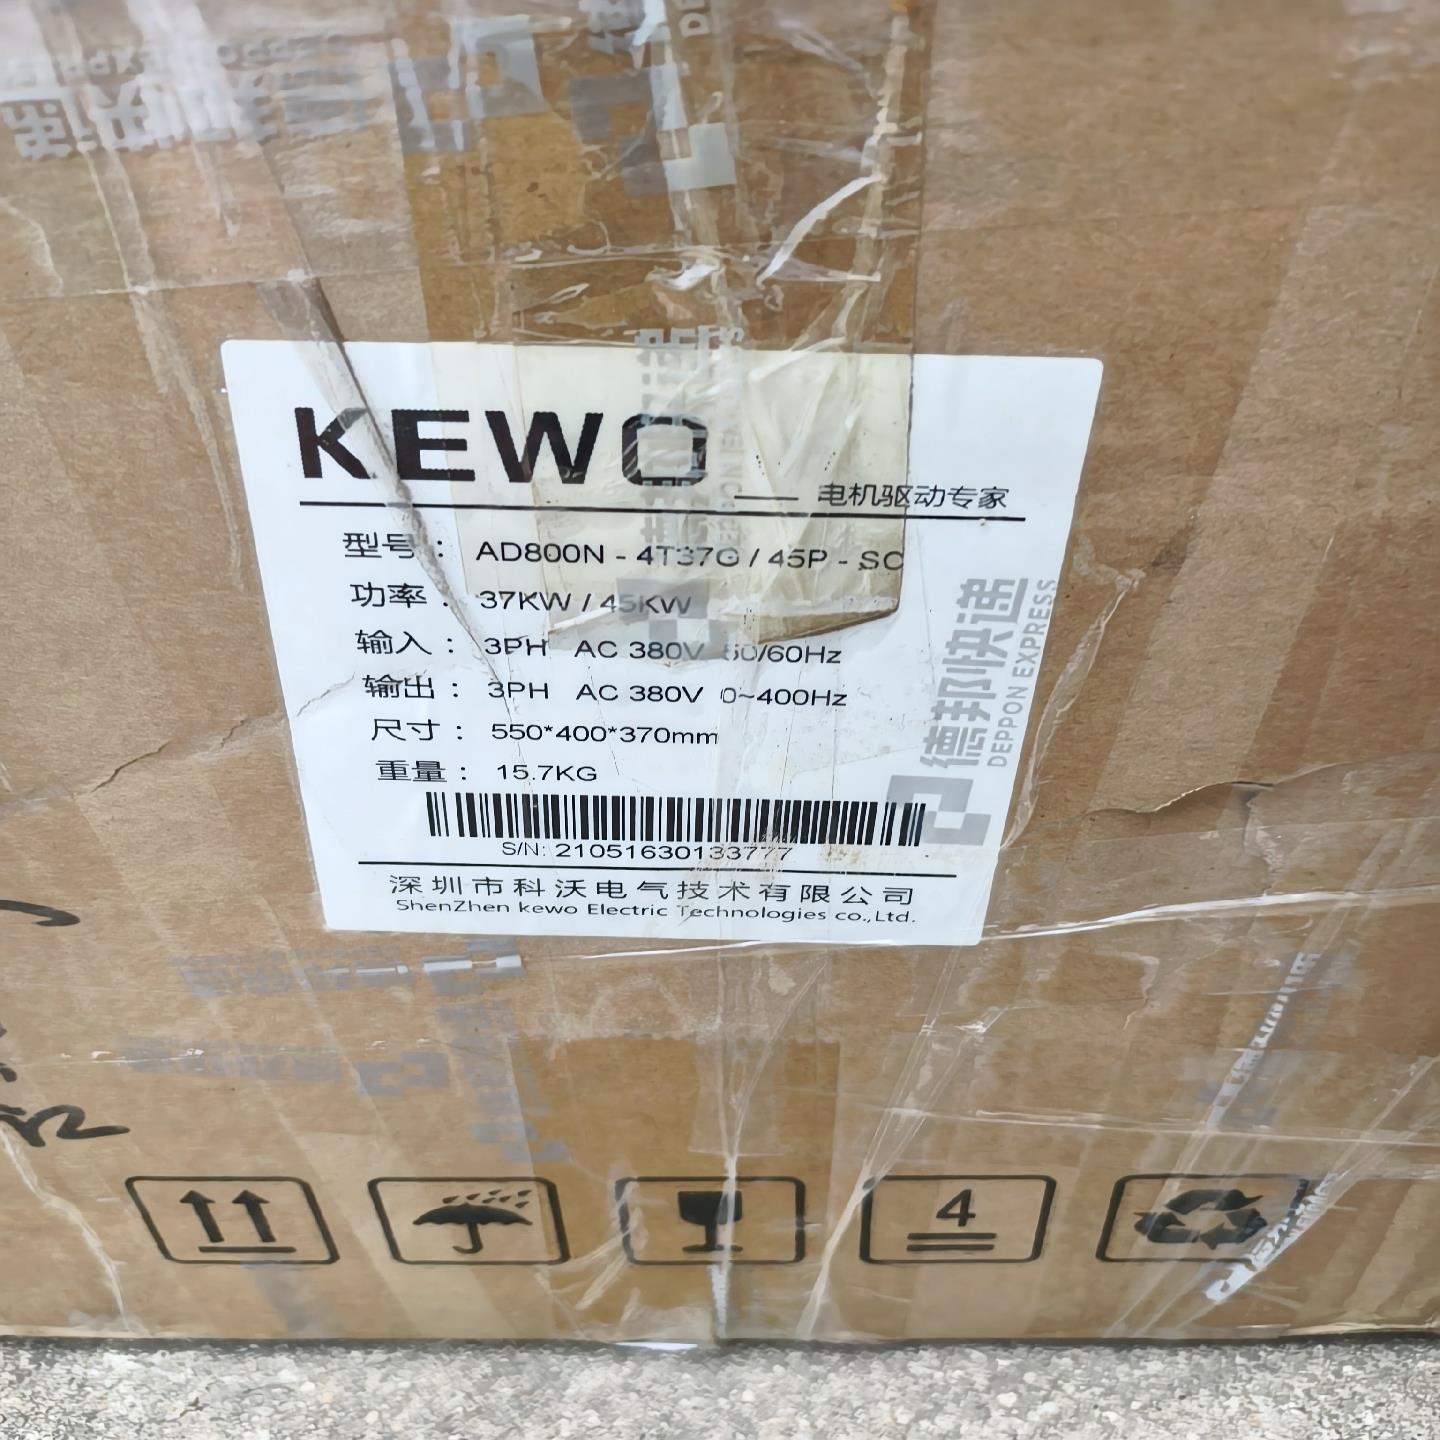 KEWO
—— 电机驱动专家
型号： AD800N - 4T37G / 45P - SC
功率： 37KW / 45KW
输入： 3PH AC 380V 50/60Hz
输出： 3PH AC 380V 0~400Hz
尺寸： 550*400*370mm
重量： 15.7KG
S/N: 21051630133777
深圳市科沃电气技术有限公司
ShenZhen kewo Electric Technologies co.,Ltd.
德邦快递
DEPPON EXPRESS
4